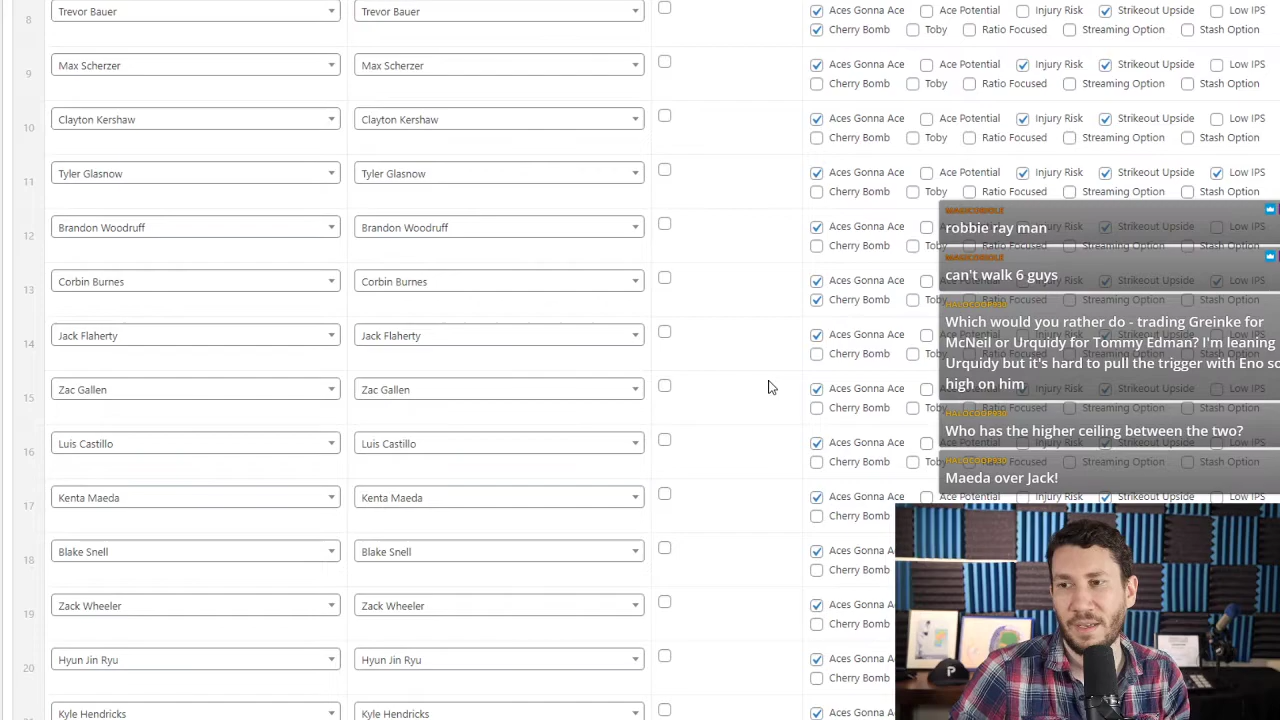 8 Trevor Bauer Trevor Bauer Aces Gonna Ace Ace Potential Injury Risk Strikeout Upside Low IPS
Cherry Bomb Toby Ratio Focused Streaming Option Stash Option
9 Max Scherzer Max Scherzer Aces Gonna Ace Ace Potential Injury Risk Strikeout Upside Low IPS
Cherry Bomb Toby Ratio Focused Streaming Option Stash Option
10 Clayton Kershaw Clayton Kershaw Aces Gonna Ace Ace Potential Injury Risk Strikeout Upside Low IPS
Cherry Bomb Toby Ratio Focused Streaming Option Stash Option
11 Tyler Glasnow Tyler Glasnow Aces Gonna Ace Ace Potential Injury Risk Strikeout Upside Low IPS
Cherry Bomb Toby Ratio Focused Streaming Option Stash Option
12 Brandon Woodruff Brandon Woodruff Aces Gonna Ace
Cherry Bomb
13 Corbin Burnes Corbin Burnes Aces Gonna Ace
Cherry Bomb
14 Jack Flaherty Jack Flaherty Aces Gonna Ace
Cherry Bomb
15 Zac Gallen Zac Gallen Aces Gonna Ace
Cherry Bomb
16 Luis Castillo Luis Castillo Aces Gonna Ace
Cherry Bomb
17 Kenta Maeda Kenta Maeda Aces Gonna Ace
Cherry Bomb
18 Blake Snell Blake Snell Aces Gonna A
Cherry Bomb
19 Zack Wheeler Zack Wheeler Aces Gonna A
Cherry Bomb
20 Hyun Jin Ryu Hyun Jin Ryu Aces Gonna A
Cherry Bomb
Kyle Hendricks Kyle Hendricks Aces Gonna A
robbie ray man
can't walk 6 guys
HALOCOOP930
Which would you rather do - trading Greinke for
McNeil or Urquidy for Tommy Edman? I'm leaning
Urquidy but it's hard to pull the trigger with Eno so
high on him
HALOCOOP930
Who has the higher ceiling between the two?
HALOCOOP930
Maeda over Jack!
P